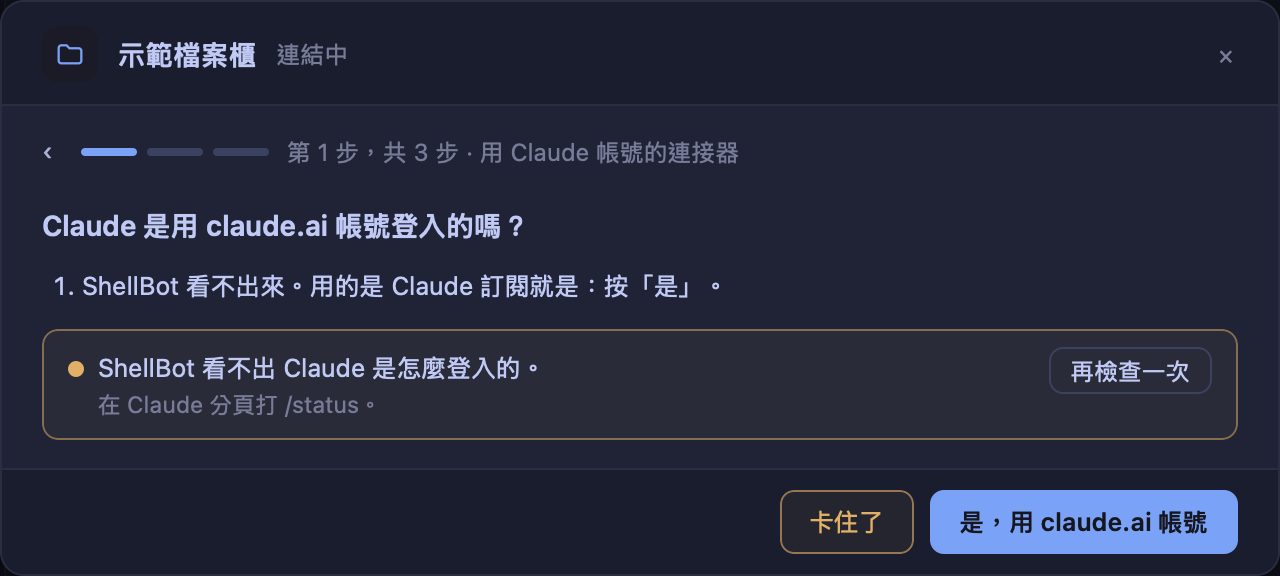 示範檔案櫃 連結中 ×
‹ 第 1 步，共 3 步 · 用 Claude 帳號的連接器
Claude 是用 claude.ai 帳號登入的嗎？
1. ShellBot 看不出來。用的是 Claude 訂閱就是：按「是」。
ShellBot 看不出 Claude 是怎麼登入的。
再檢查一次
在 Claude 分頁打 /status。
卡住了
是，用 claude.ai 帳號